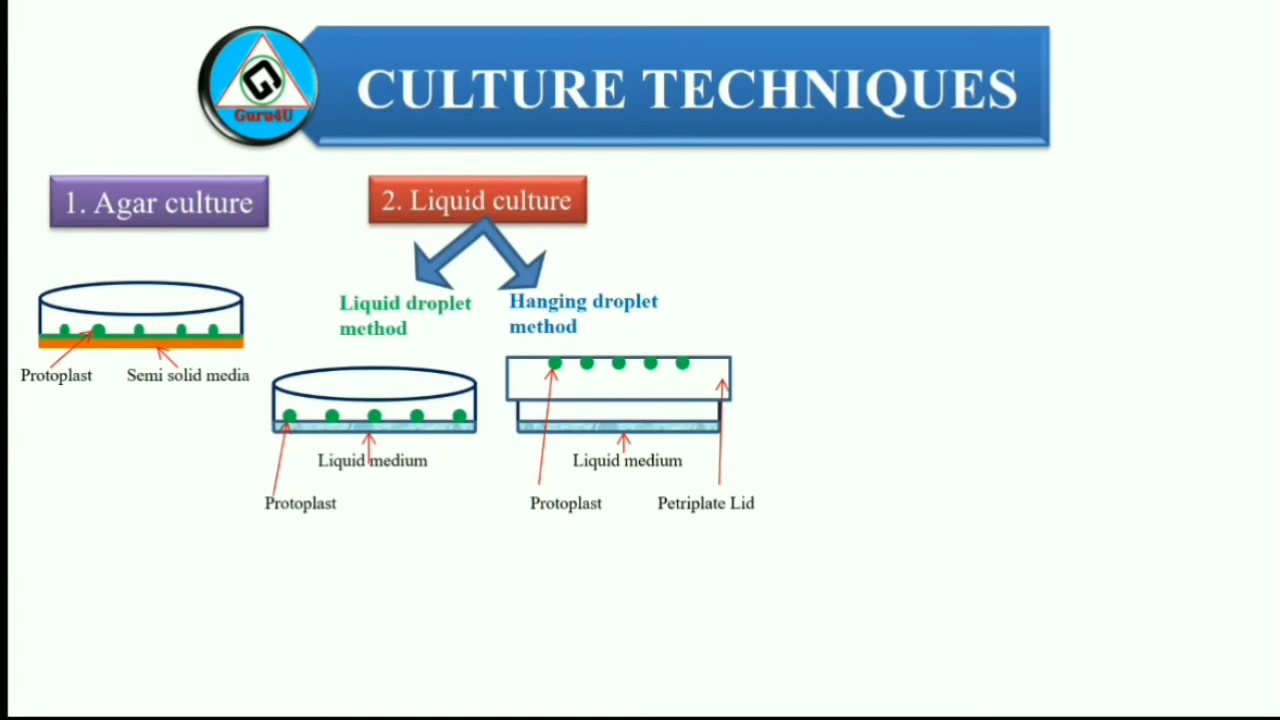 Guru4U
CULTURE TECHNIQUES
1. Agar culture
2. Liquid culture
Liquid droplet
method
Hanging droplet
method
Protoplast
Semi solid media
Liquid medium
Protoplast
Liquid medium
Protoplast
Petriplate Lid